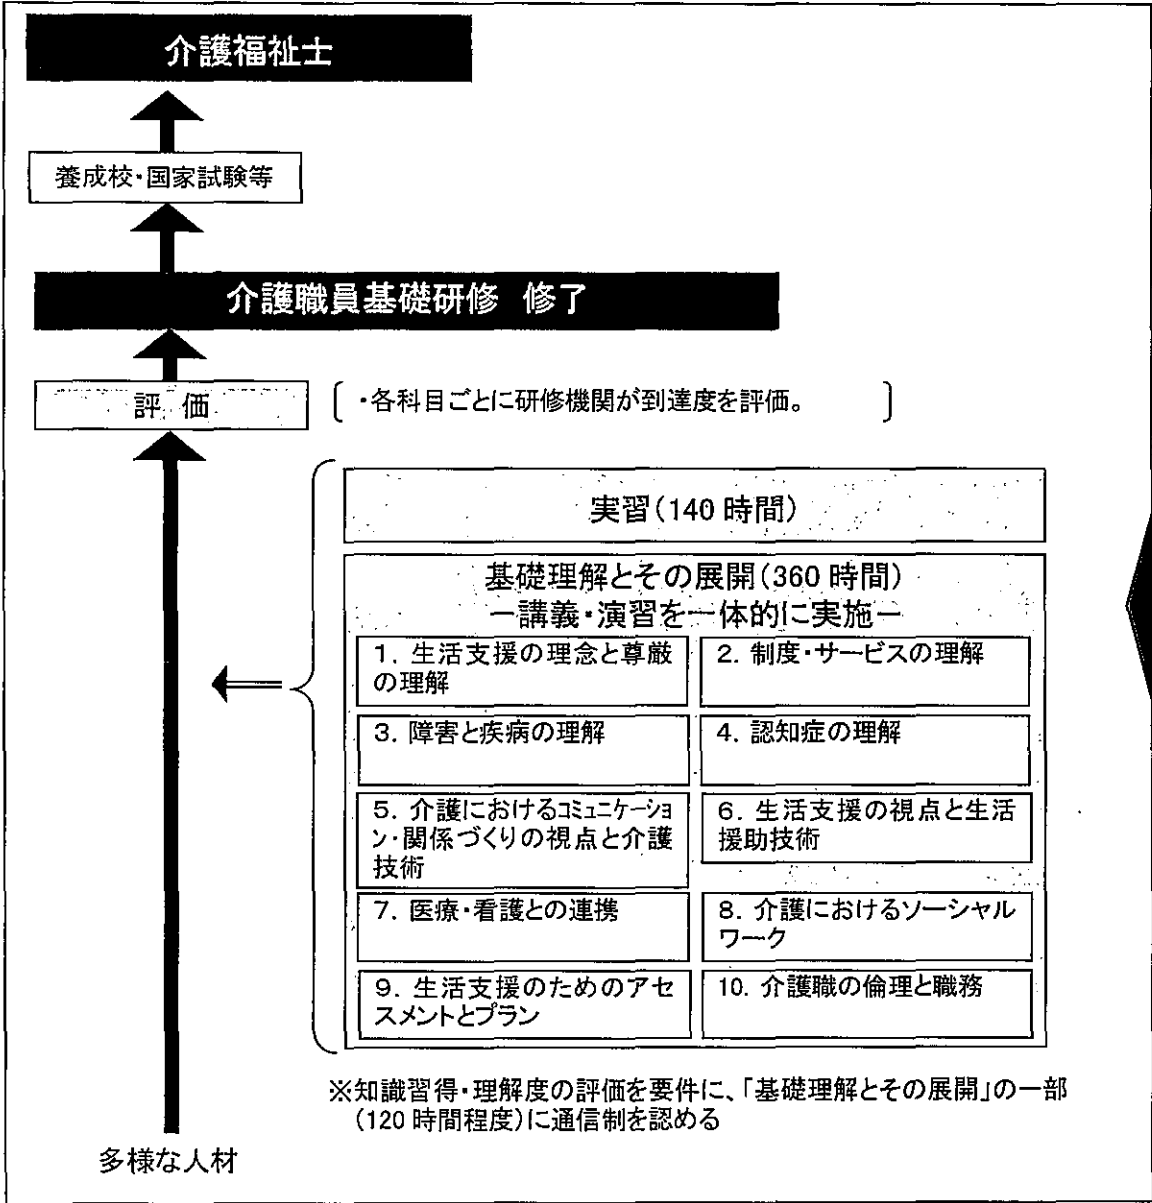 介護福祉士
養成校・国家試験等
介護職員基礎研修 修了
評 価
・各科目ごとに研修機関が到達度を評価。
実習(140時間)
基礎理解とその展開(360時間)
－講義・演習を一体的に実施－
1．生活支援の理念と尊厳
の理解
2．制度・サービスの理解
3．障害と疾病の理解
4．認知症の理解
5．介護におけるコミュニケーショ
ン・関係づくりの視点と介護
技術
6．生活支援の視点と生活
援助技術
7．医療・看護との連携
8．介護におけるソーシャル
ワーク
9．生活支援のためのアセ
スメントとプラン
10．介護職の倫理と職務
※知識習得・理解度の評価を要件に、「基礎理解とその展開」の一部
(120時間程度)に通信制を認める
多様な人材